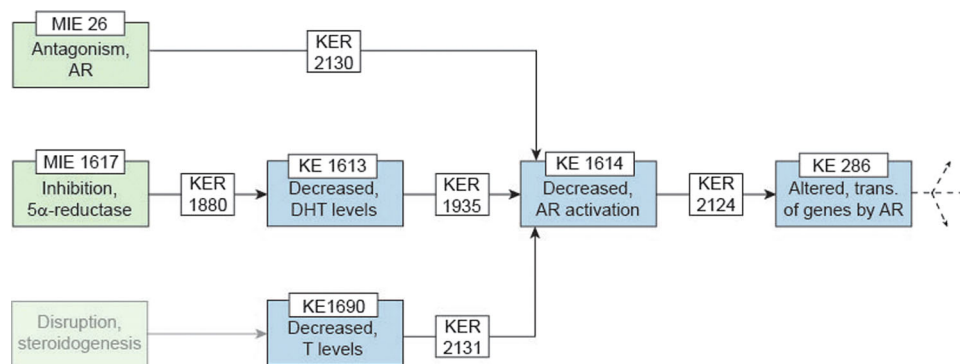 MIE 26
Antagonism,
AR
KER
2130
MIE 1617
Inhibition,
5α-reductase
KER
1880
KE 1613
Decreased,
DHT levels
KER
1935
KE 1614
Decreased,
AR activation
KER
2124
KE 286
Altered, trans.
of genes by AR
Disruption,
steroidogenesis
KE1690
Decreased,
T levels
KER
2131